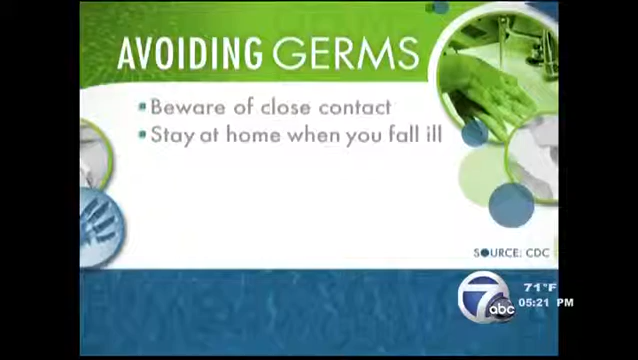 AVOIDING GERMS
Beware of close contact
Stay at home when you fall ill
SOURCE: CDC
7 abc
71°F
05:21 PM